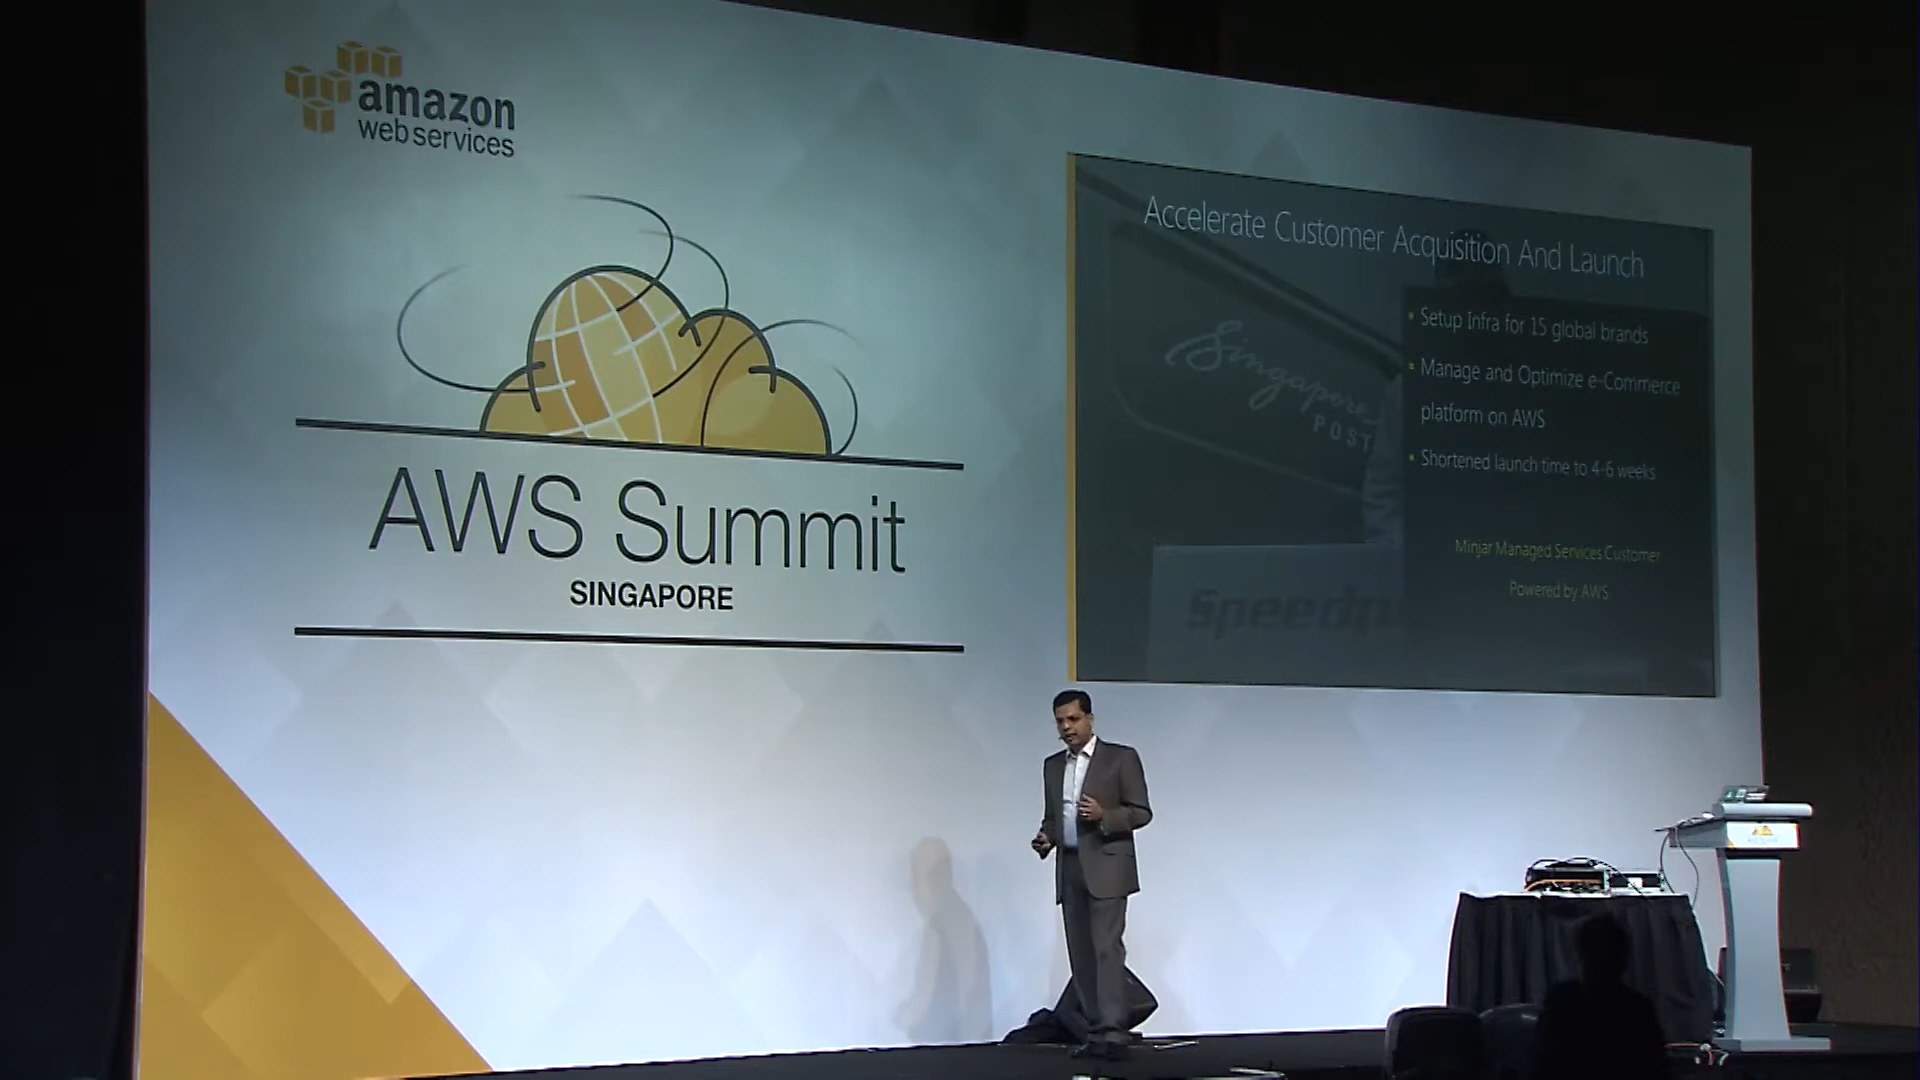 amazon
web services
AWS Summit
SINGAPORE
Accelerate Customer Acquisition And Launch
Singapore
POST
• Setup Infra for 15 global brands
• Manage and Optimize e-Commerce
platform on AWS
• Shortened launch time to 4-6 weeks
Minjar Managed Services Customer
Powered by AWS